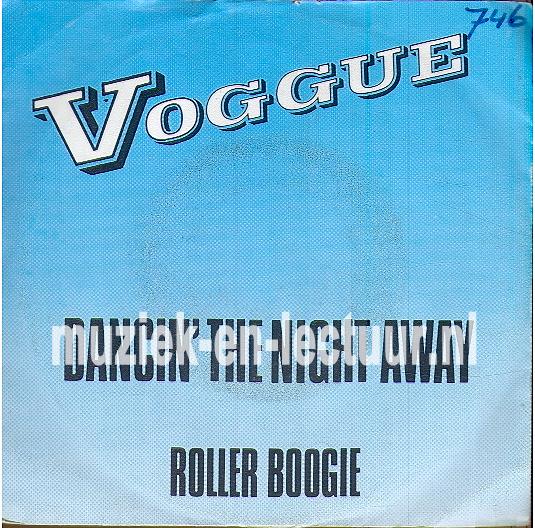 746
VOGGUE
DANCIN' THE NIGHT AWAY
muziek-en-lectuur.nl
ROLLER BOOGIE